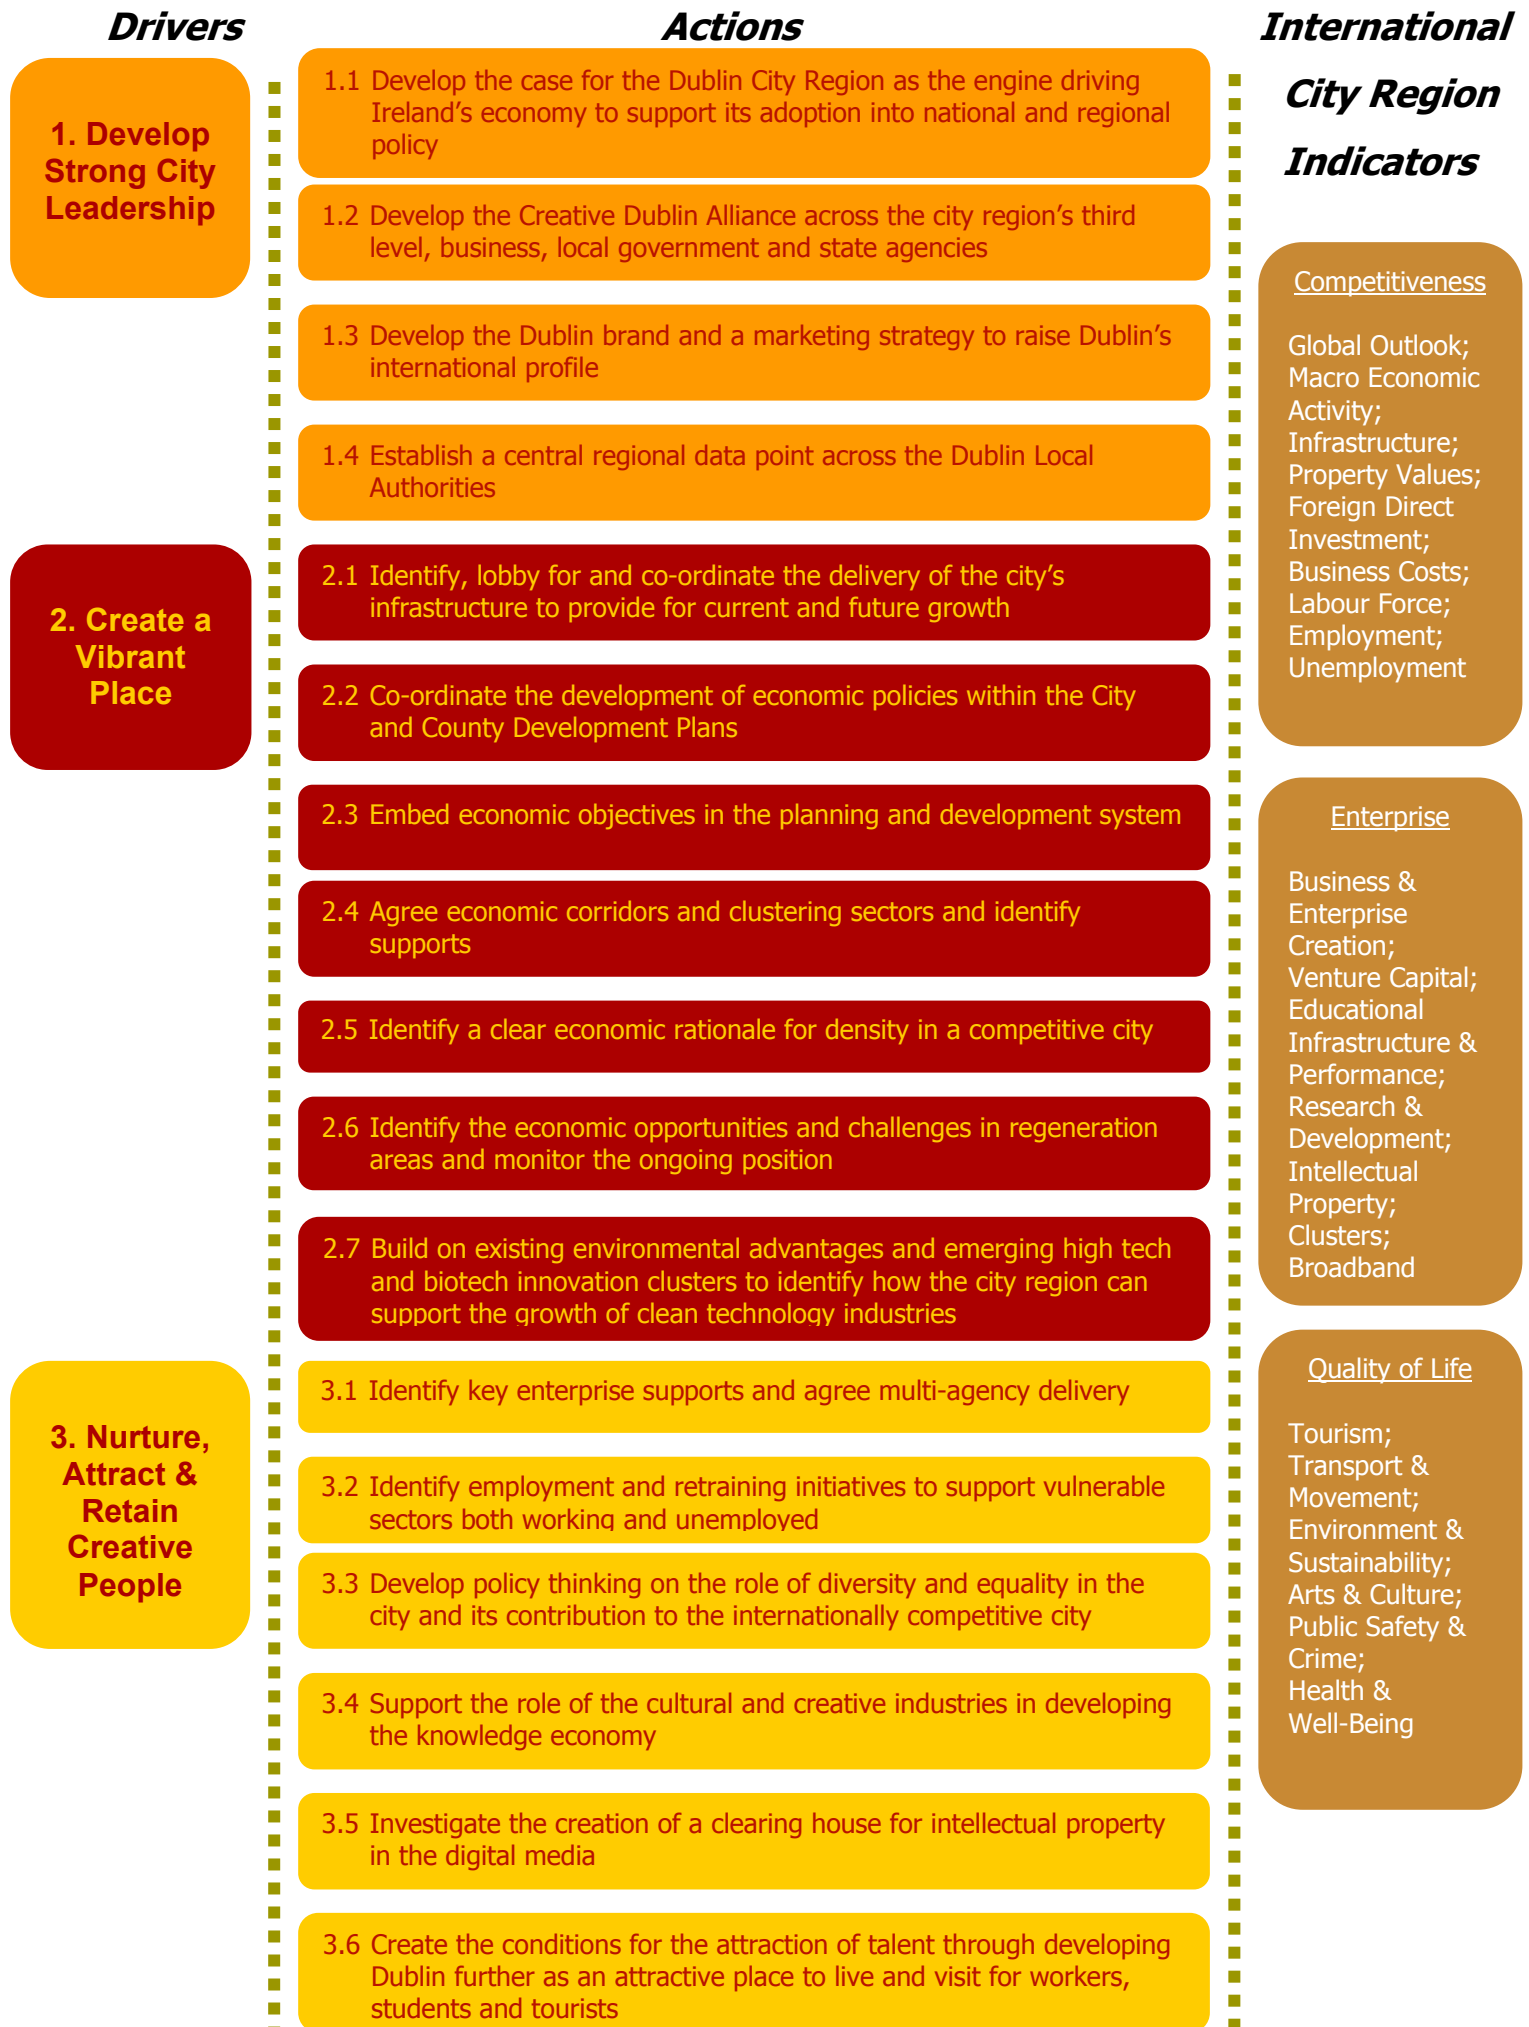 Drivers
1. Develop
Strong City
Leadership
2. Create a
Vibrant
Place
3. Nurture,
Attract &
Retain
Creative
People
Actions
1.1 Develop the case for the Dublin City Region as the engine driving
Ireland’s economy to support its adoption into national and regional
policy
1.2 Develop the Creative Dublin Alliance across the city region’s third
level, business, local government and state agencies
1.3 Develop the Dublin brand and a marketing strategy to raise Dublin’s
international profile
1.4 Establish a central regional data point across the Dublin Local
Authorities
2.1 Identify, lobby for and co-ordinate the delivery of the city’s
infrastructure to provide for current and future growth
2.2 Co-ordinate the development of economic policies within the City
and County Development Plans
2.3 Embed economic objectives in the planning and development system
2.4 Agree economic corridors and clustering sectors and identify
supports
2.5 Identify a clear economic rationale for density in a competitive city
2.6 Identify the economic opportunities and challenges in regeneration
areas and monitor the ongoing position
2.7 Build on existing environmental advantages and emerging high tech
and biotech innovation clusters to identify how the city region can
support the growth of clean technology industries
3.1 Identify key enterprise supports and agree multi-agency delivery
3.2 Identify employment and retraining initiatives to support vulnerable
sectors both working and unemployed
3.3 Develop policy thinking on the role of diversity and equality in the
city and its contribution to the internationally competitive city
3.4 Support the role of the cultural and creative industries in developing
the knowledge economy
3.5 Investigate the creation of a clearing house for intellectual property
in the digital media
3.6 Create the conditions for the attraction of talent through developing
Dublin further as an attractive place to live and visit for workers,
students and tourists
International
City Region
Indicators
Competitiveness
Global Outlook;
Macro Economic
Activity;
Infrastructure;
Property Values;
Foreign Direct
Investment;
Business Costs;
Labour Force;
Employment;
Unemployment
Enterprise
Business &
Enterprise
Creation;
Venture Capital;
Educational
Infrastructure &
Performance;
Research &
Development;
Intellectual
Property;
Clusters;
Broadband
Quality of Life
Tourism;
Transport &
Movement;
Environment &
Sustainability;
Arts & Culture;
Public Safety &
Crime;
Health &
Well-Being